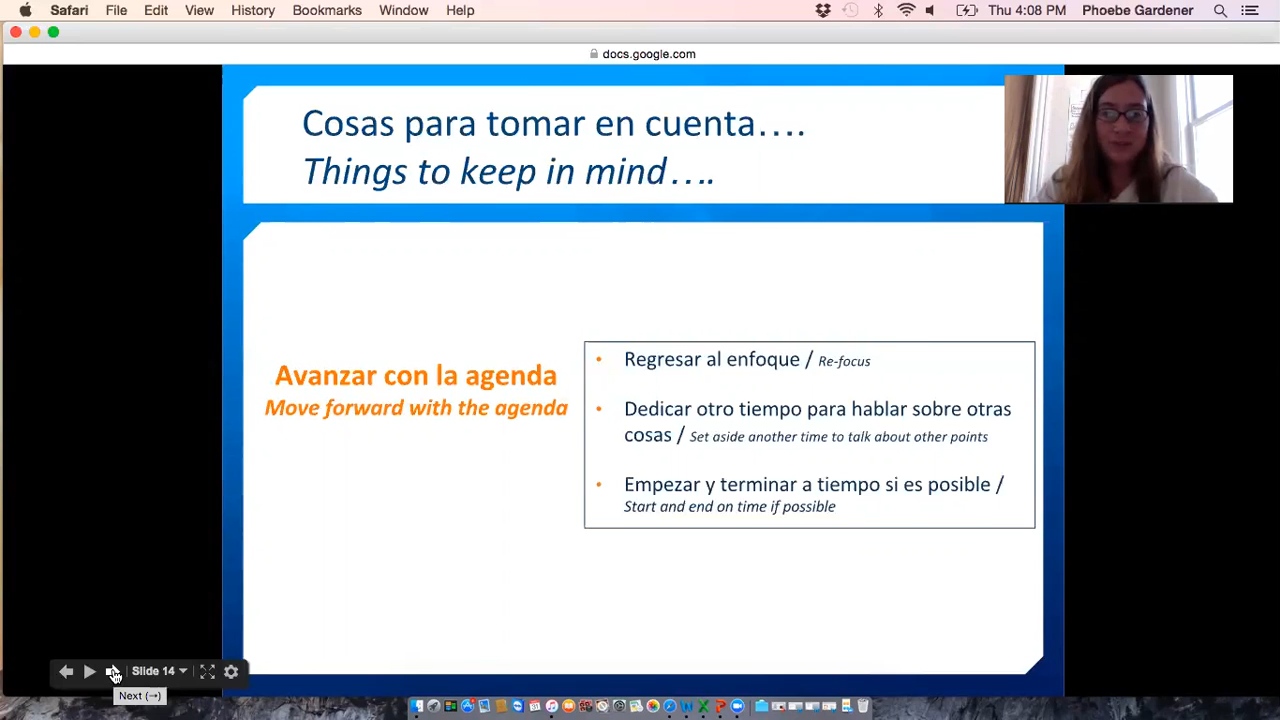 Safari File Edit View History Bookmarks Window Help Thu 4:08 PM Phoebe Gardener
docs.google.com
Cosas para tomar en cuenta….
Things to keep in mind….
Avanzar con la agenda
Move forward with the agenda
• Regresar al enfoque / Re-focus
• Dedicar otro tiempo para hablar sobre otras
cosas / Set aside another time to talk about other points
• Empezar y terminar a tiempo si es posible /
Start and end on time if possible
Slide 14
Next (→)